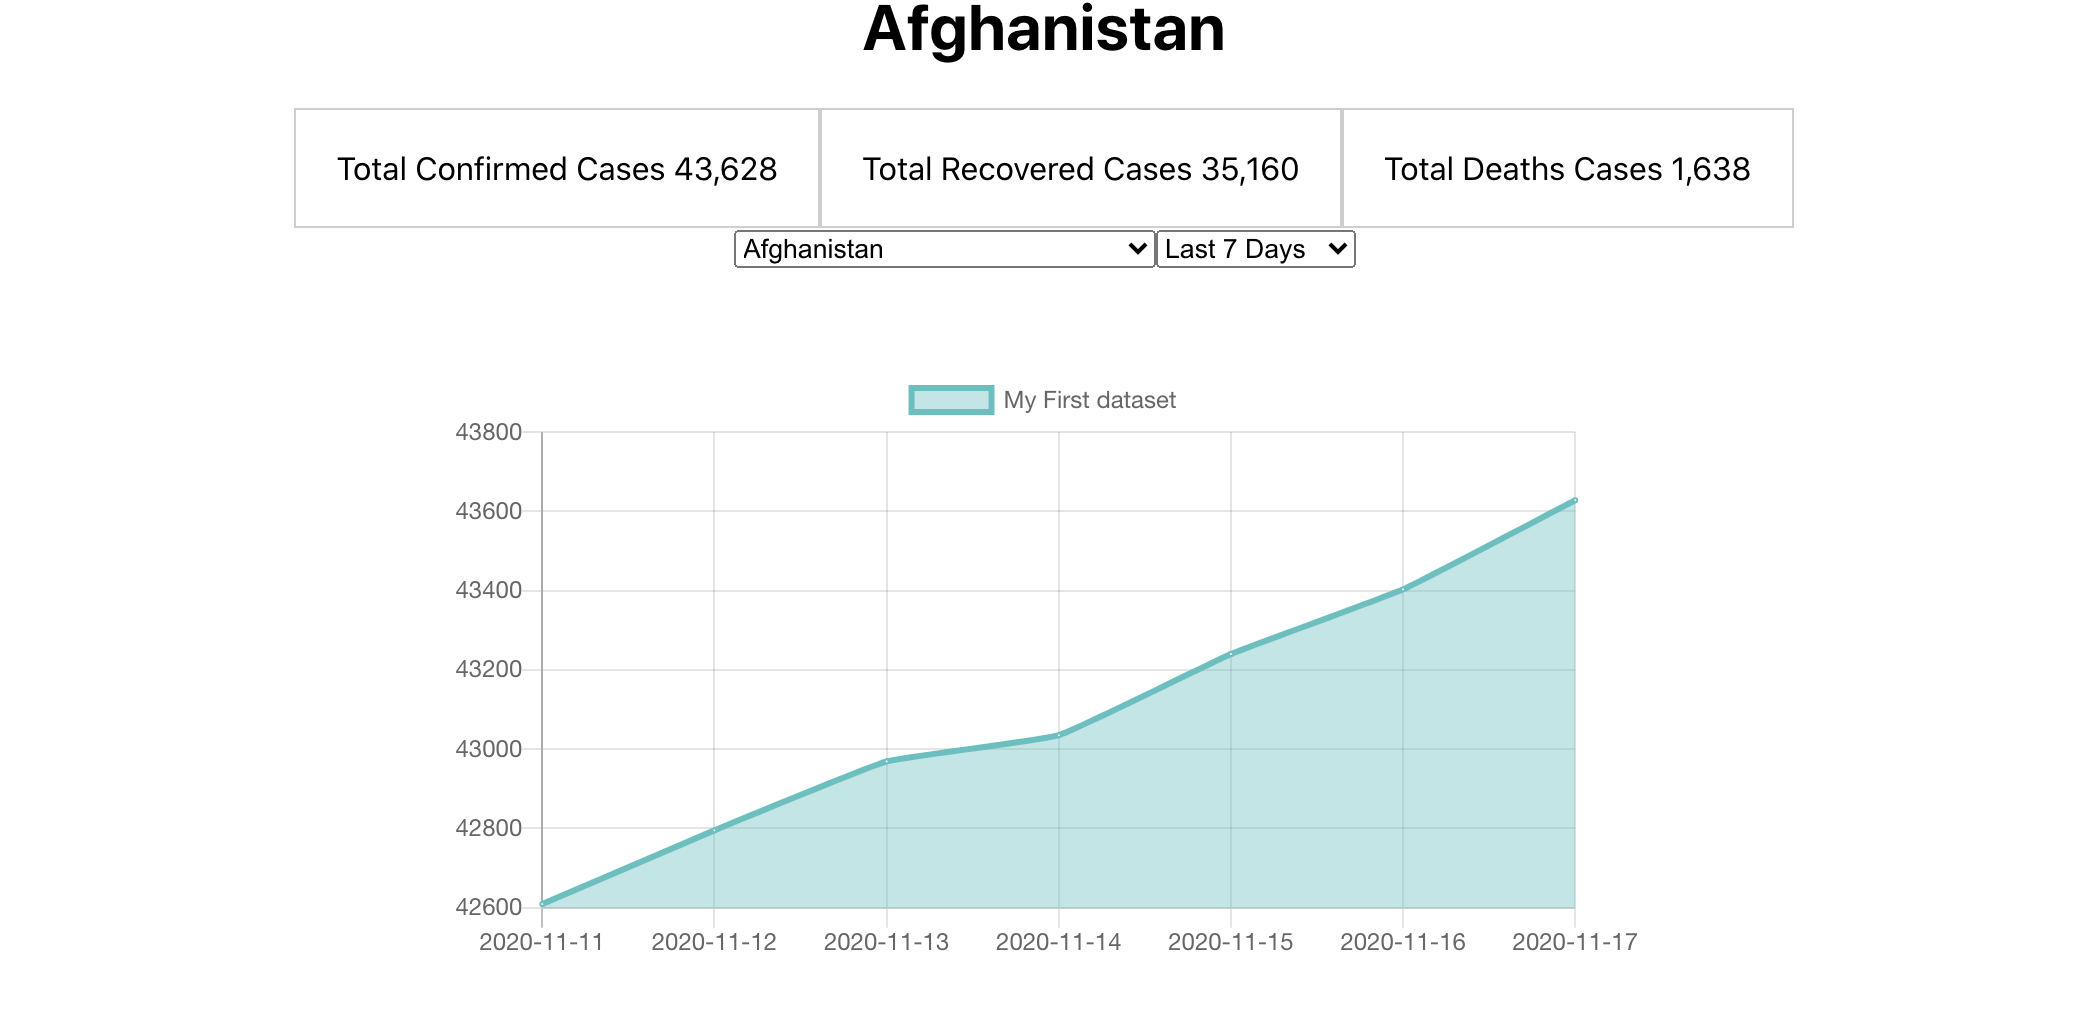 Afghanistan
Total Confirmed Cases 43,628
Total Recovered Cases 35,160
Total Deaths Cases 1,638
Afghanistan
Last 7 Days
My First dataset
43800
43600
43400
43200
43000
42800
42600
2020-11-11
2020-11-12
2020-11-13
2020-11-14
2020-11-15
2020-11-16
2020-11-17